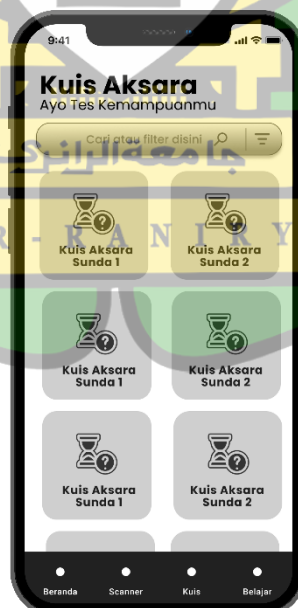 9:41
Kuis Aksara
Ayo Tes Kemampuanmu
Cari atau filter disini
جامعة الرانري
R - R A N I R Y
Kuis Aksara
Sunda 1
Kuis Aksara
Sunda 2
Kuis Aksara
Sunda 1
Kuis Aksara
Sunda 2
Kuis Aksara
Sunda 1
Kuis Aksara
Sunda 2
Beranda
Scanner
Kuis
Belajar